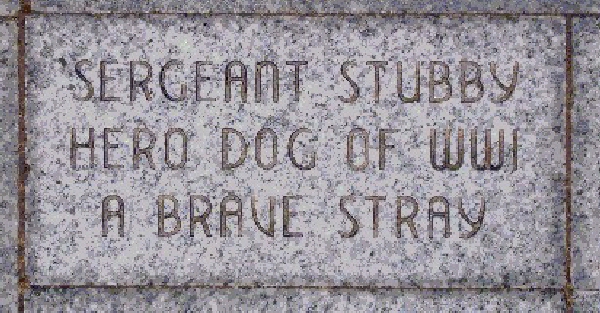 SERGEANT STUBBY
HERO DOG OF WWI
A BRAVE STRAY